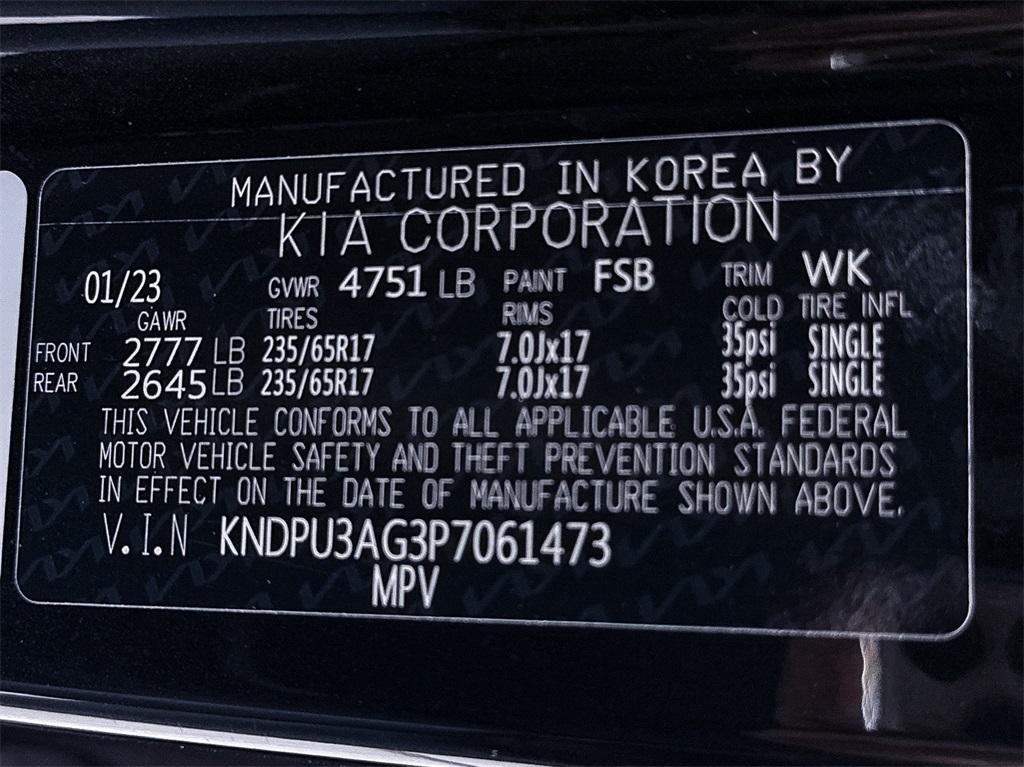 MANUFACTURED IN KOREA BY
KIA CORPORATION
01/23 GVWR 4751 LB PAINT FSB TRIM WK
GAWR TIRES RIMS COLD TIRE INFL
FRONT 2777 LB 235/65R17 7.0Jx17 35psi SINGLE
REAR 2645 LB 235/65R17 7.0Jx17 35psi SINGLE
THIS VEHICLE CONFORMS TO ALL APPLICABLE U.S.A. FEDERAL
MOTOR VEHICLE SAFETY AND THEFT PREVENTION STANDARDS
IN EFFECT ON THE DATE OF MANUFACTURE SHOWN ABOVE.
V.I.N KNDPU3AG3P7061473
MPV